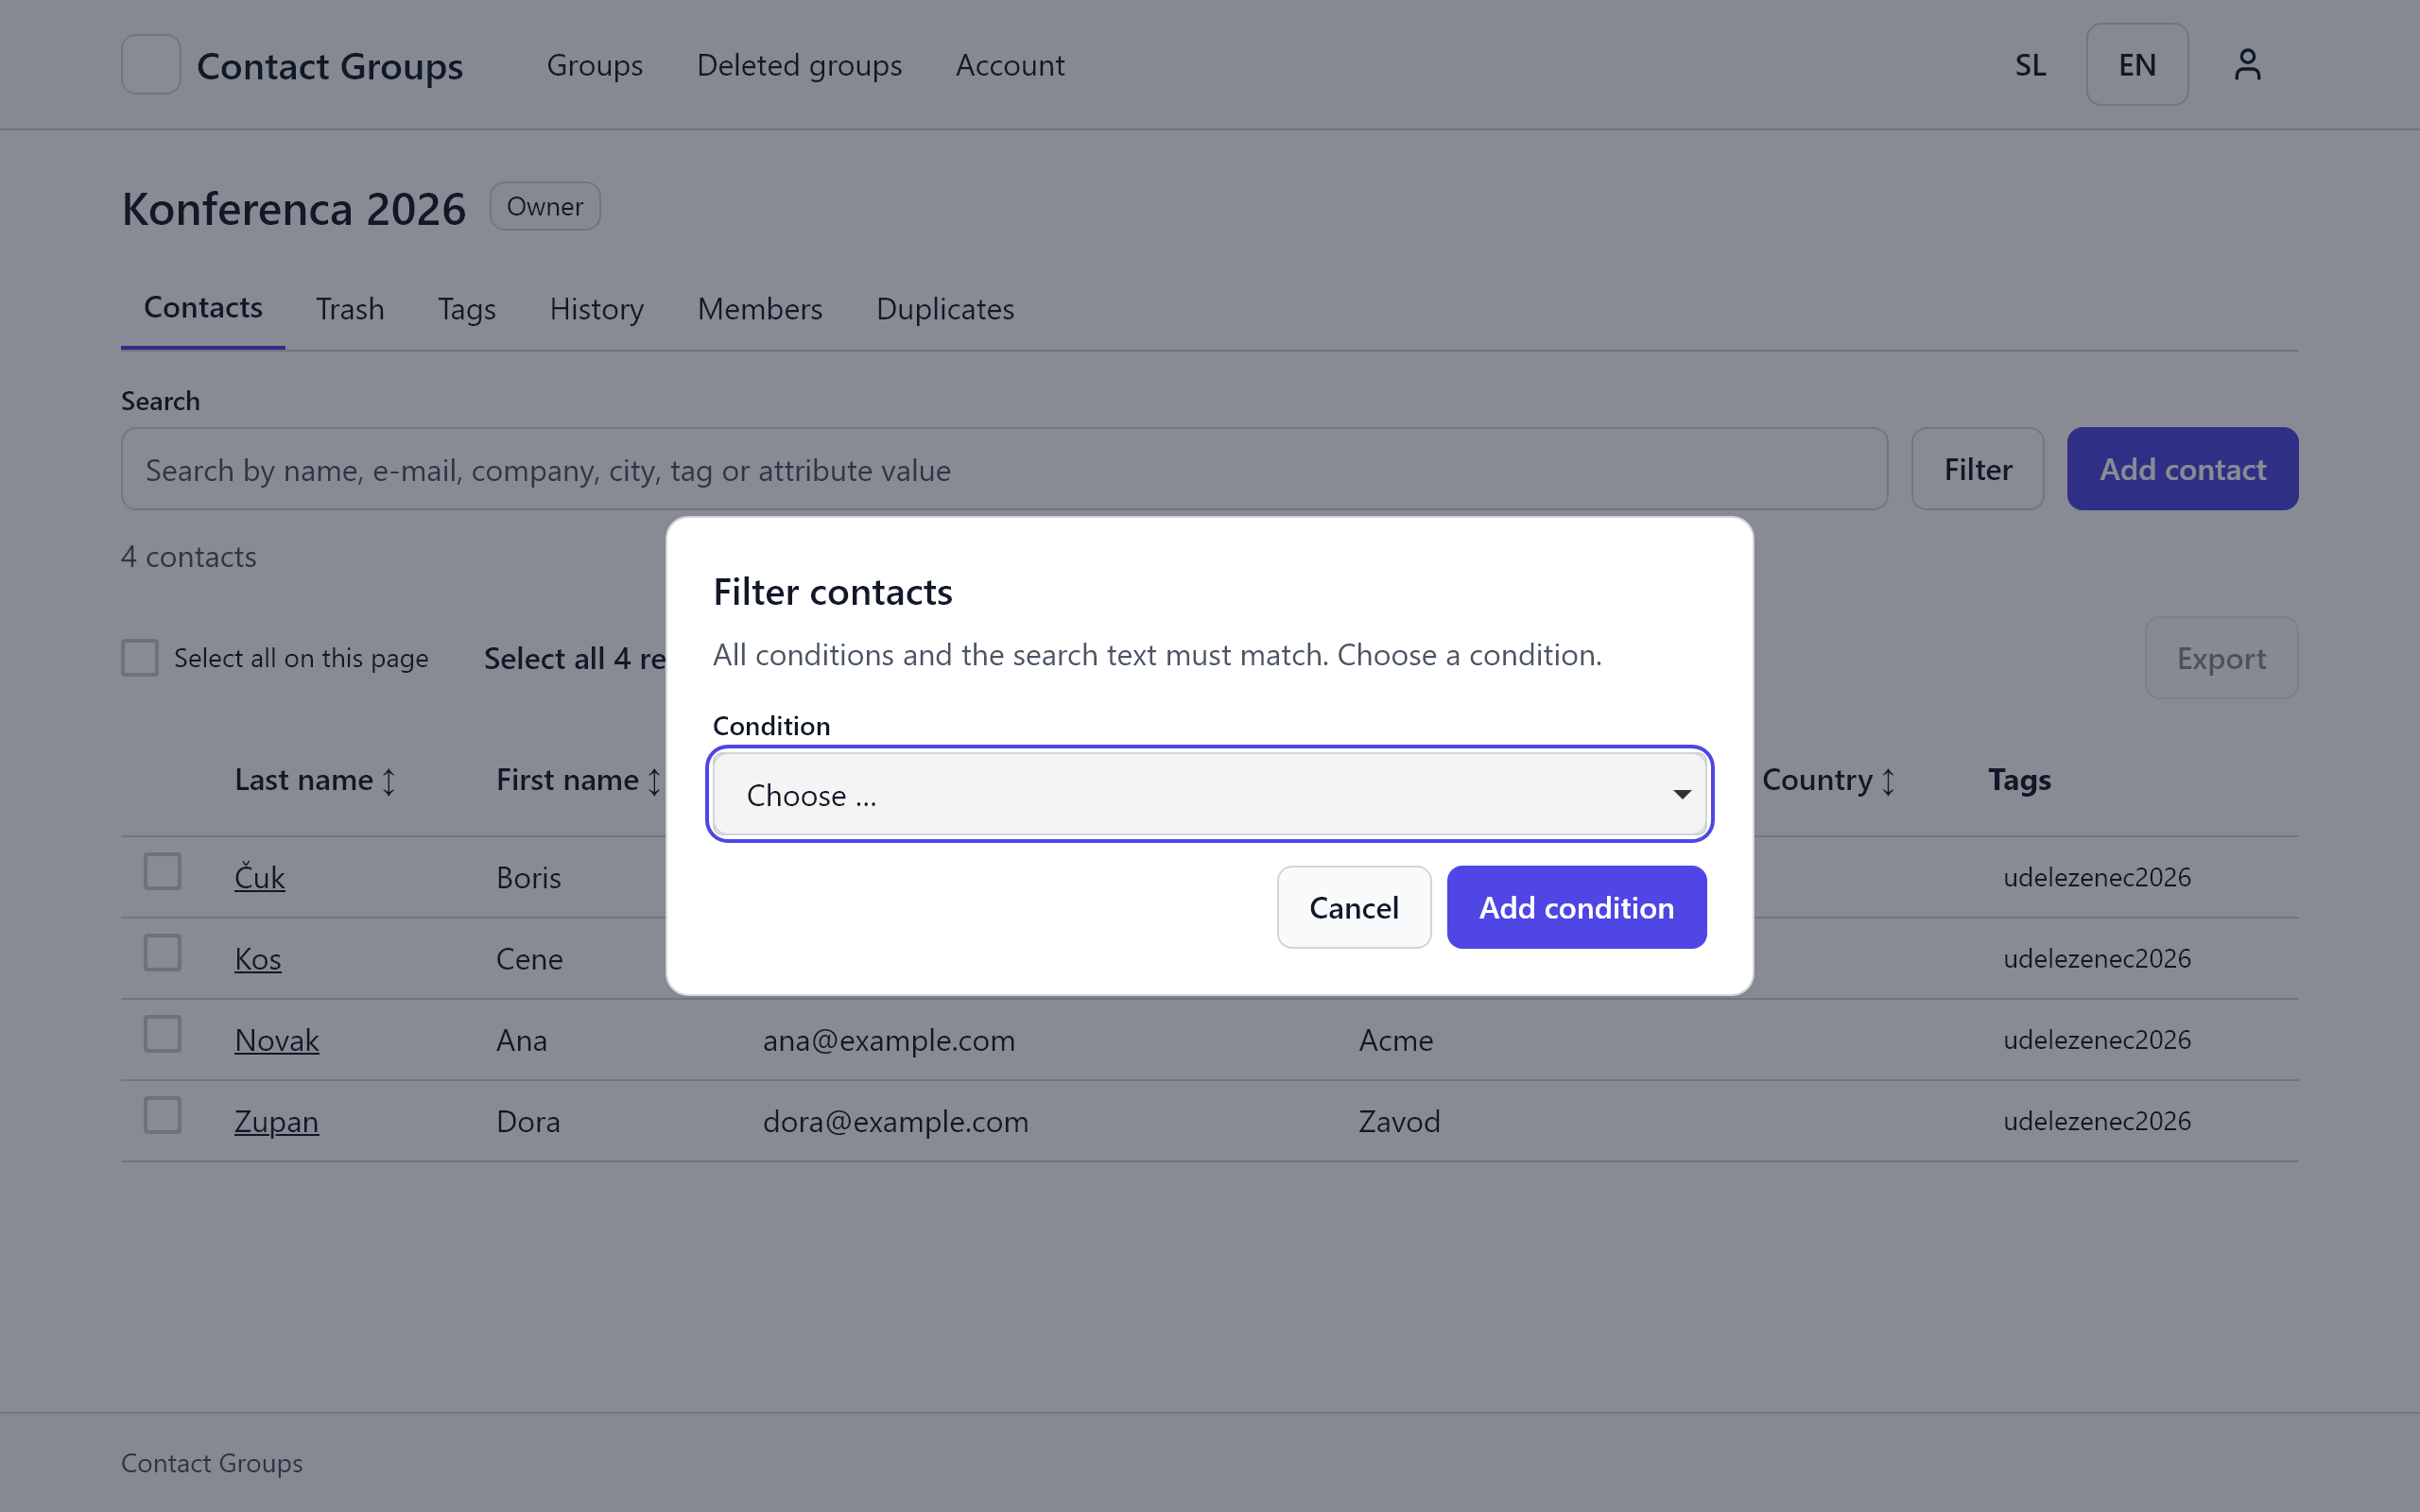 Contact Groups Groups Deleted groups Account SL EN
Konferenca 2026 Owner
Contacts Trash Tags History Members Duplicates
Search
Search by name, e-mail, company, city, tag or attribute value Filter Add contact
4 contacts
Filter contacts
All conditions and the search text must match. Choose a condition.
Condition
Choose ...
Cancel Add condition
Select all on this page Select all 4 Export
Last name First name Country Tags
Čuk Boris udelezenec2026
Kos Cene udelezenec2026
Novak Ana ana@example.com Acme udelezenec2026
Zupan Dora dora@example.com Zavod udelezenec2026
Contact Groups